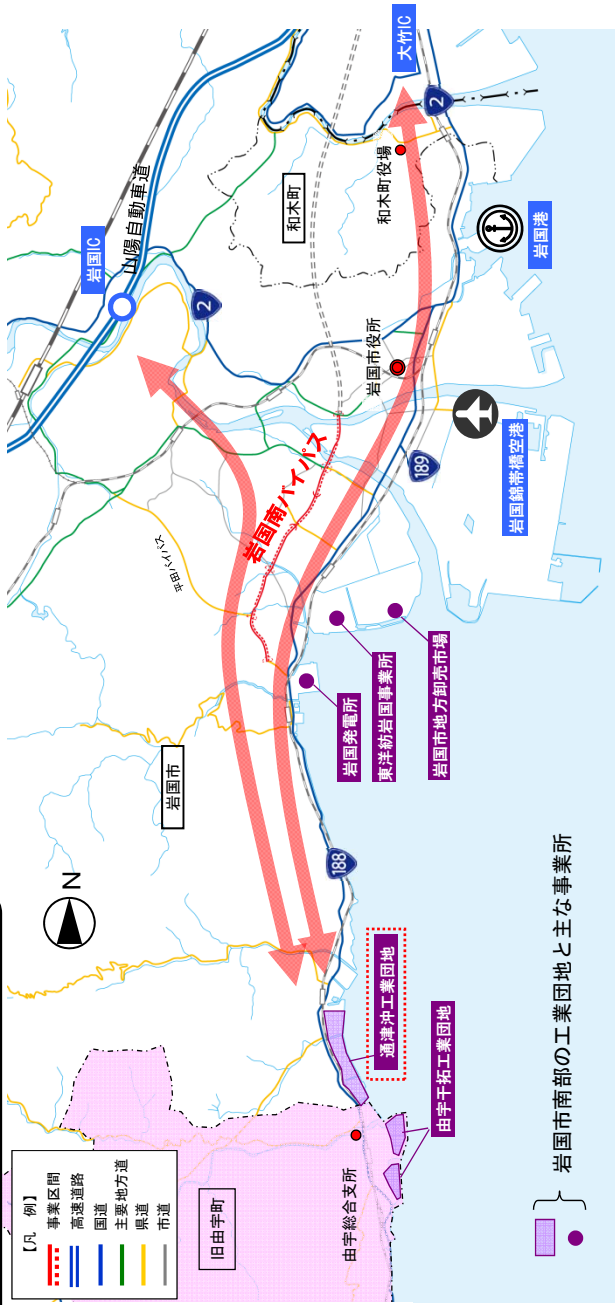 大竹IC
2
和木町役場
和木町
岩国港
山陽自動車道
岩国IC
2
岩国市役所
岩国錦帯橋空港
189
岩国南バイパス
平田バイパス
東洋紡岩国事業所
岩国市地方卸売市場
岩国発電所
岩国市
188
N
通津沖工業団地
由宇干拓工業団地
岩国市南部の工業団地と主な事業所
由宇総合支所
旧由宇町
【凡 例】
事業区間
高速道路
国道
主要地方道
県道
市道